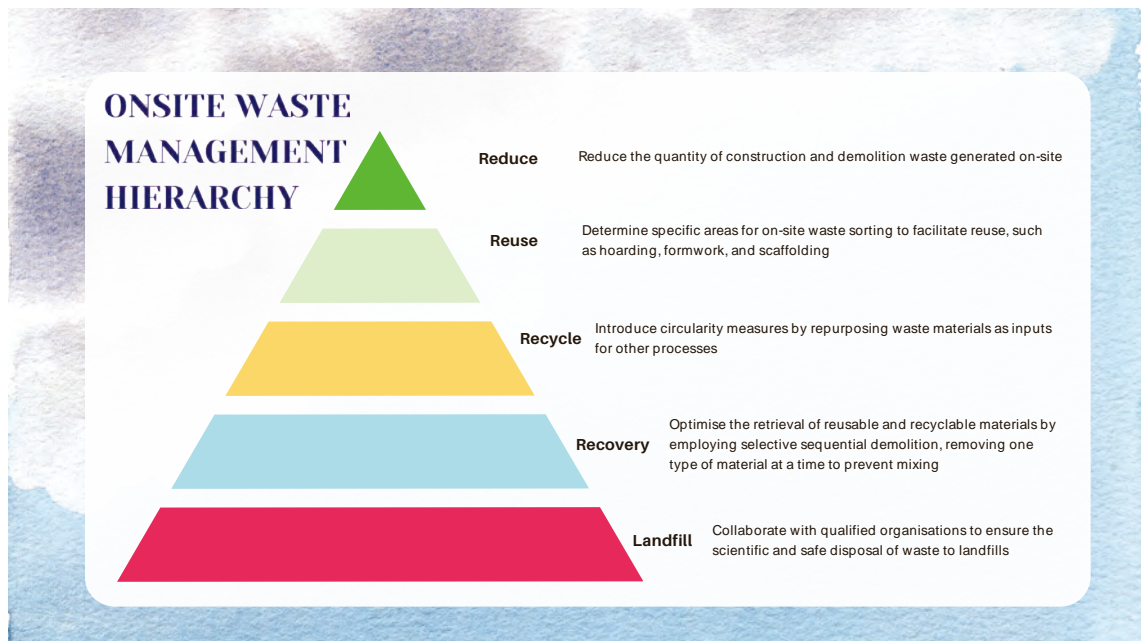 ONSITE WASTE
MANAGEMENT
HIERARCHY
Reduce
Reduce the quantity of construction and demolition waste generated on-site
Reuse
Determine specific areas for on-site waste sorting to facilitate reuse, such
as hoarding, formwork, and scaffolding
Recycle
Introduce circularity measures by repurposing waste materials as inputs
for other processes
Recovery
Optimise the retrieval of reusable and recyclable materials by
employing selective sequential demolition, removing one
type of material at a time to prevent mixing
Landfill
Collaborate with qualified organisations to ensure the
scientific and safe disposal of waste to landfills